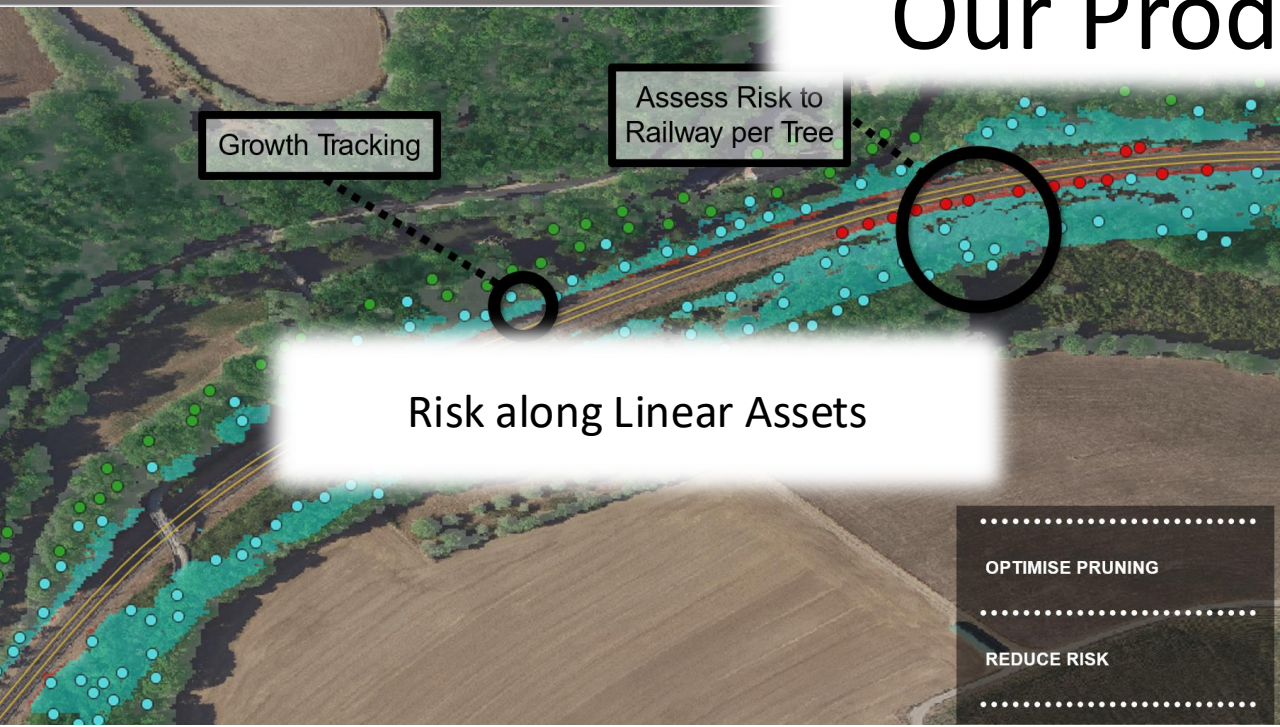 Our Prod
Assess Risk to
Railway per Tree
Growth Tracking
Risk along Linear Assets
OPTIMISE PRUNING
REDUCE RISK